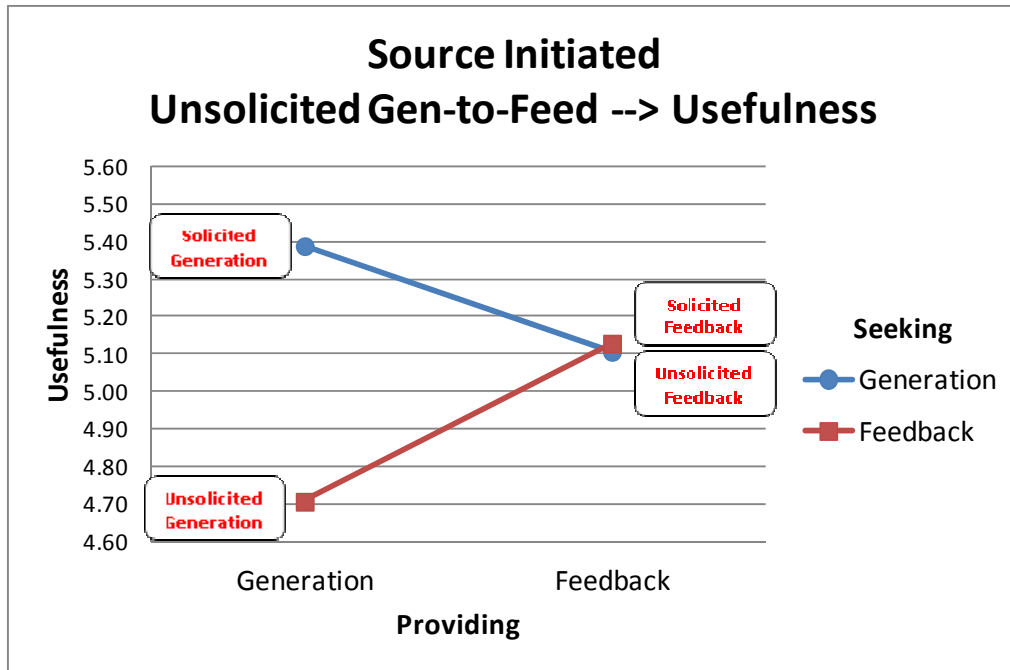 Source Initiated
Unsolicited Gen-to-Feed --> Usefulness
5.60
5.50
5.40
5.30
5.20
5.10
5.00
4.90
4.80
4.70
4.60
Usefulness
Solicited
Generation
Unsolicited
Generation
Solicited
Feedback
Unsolicited
Feedback
Generation
Feedback
Providing
Seeking
Generation
Feedback